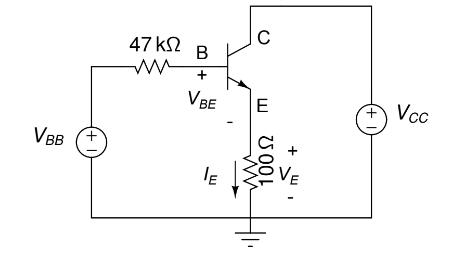 47 kΩ
B
C
+
V_BE
-
E
V_BB
+
−
V_CC
+
−
I_E
100 Ω
+
V_E
-